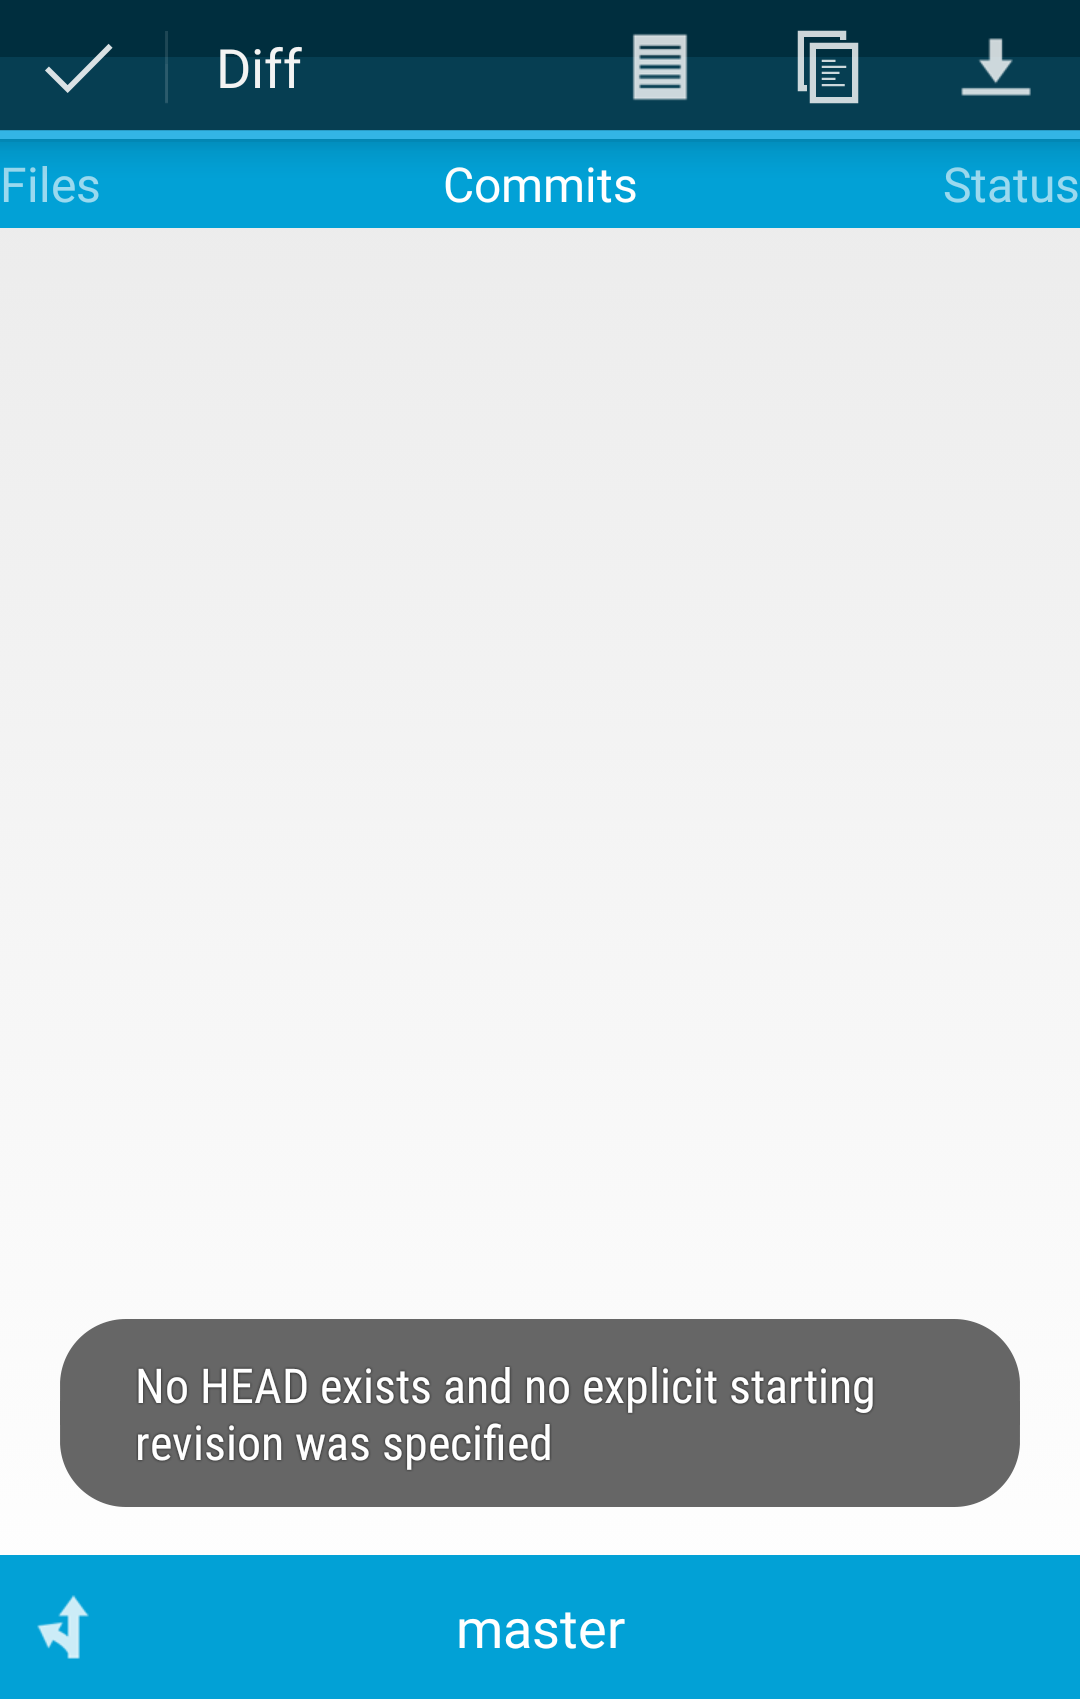 Diff
Files
Commits
Status
No HEAD exists and no explicit starting
revision was specified
master